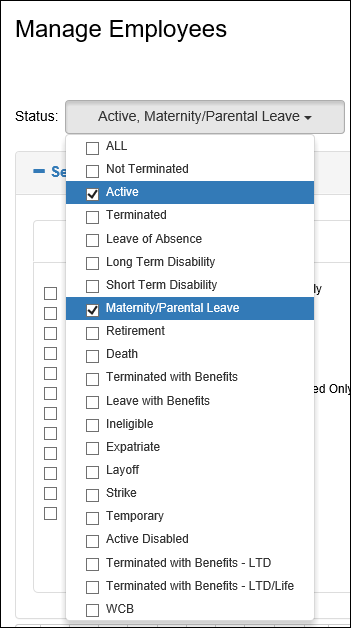 Manage Employees
Status: Active, Maternity/Parental Leave
ALL
Not Terminated
Active
Terminated
Leave of Absence
Long Term Disability
Short Term Disability
Maternity/Parental Leave
Retirement
Death
Terminated with Benefits
ed Only
Leave with Benefits
Ineligible
Expatriate
Layoff
Strike
Temporary
Active Disabled
Terminated with Benefits - LTD
Terminated with Benefits - LTD/Life
WCB